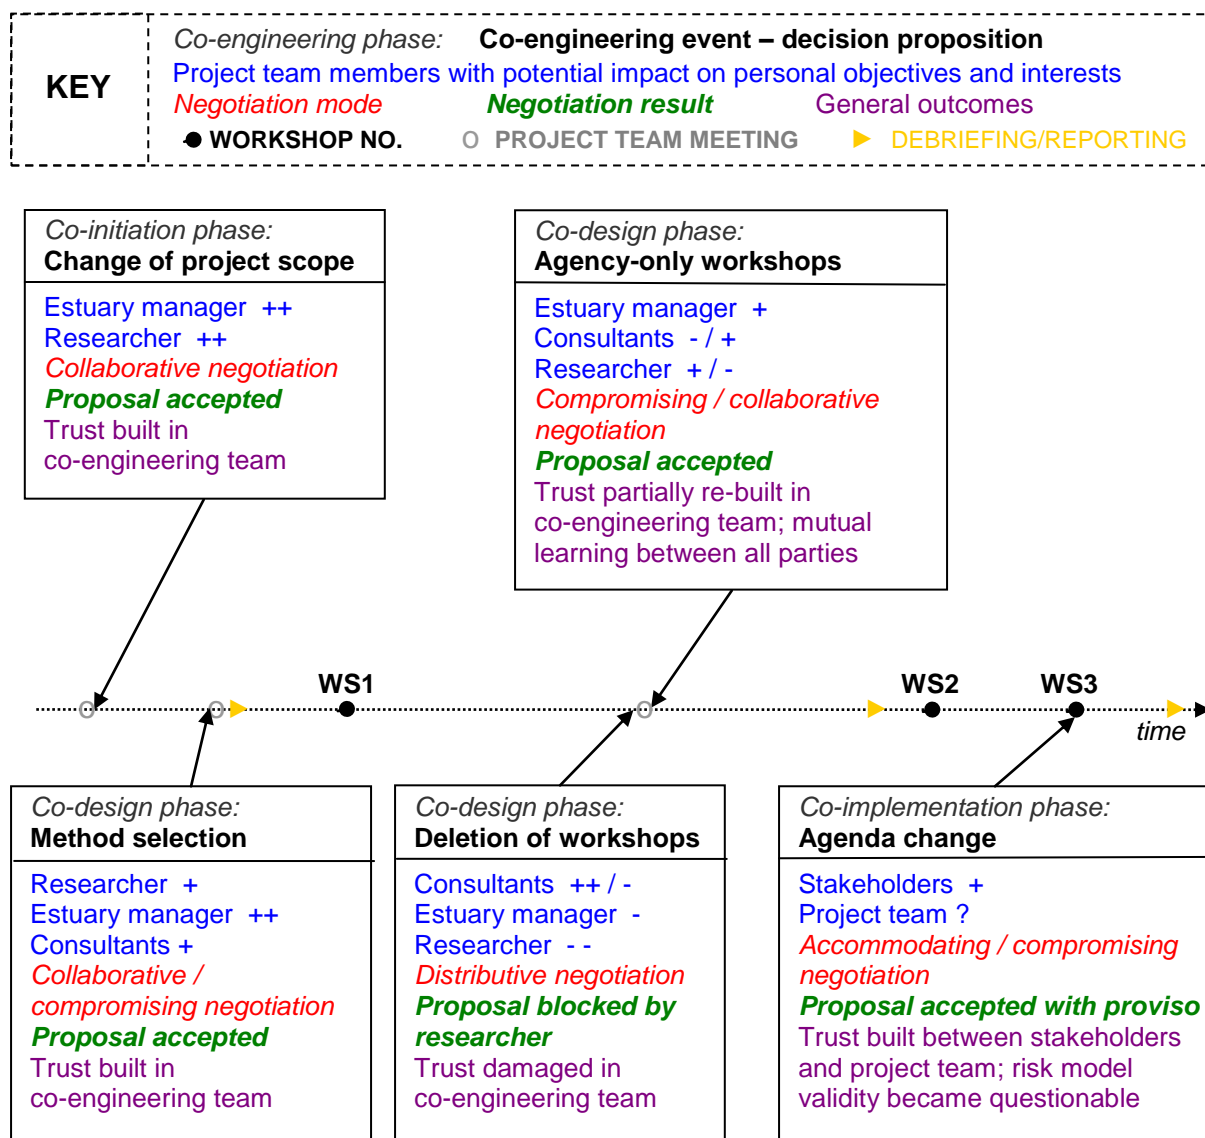 KEY
Co-engineering phase: Co-engineering event – decision proposition
Project team members with potential impact on personal objectives and interests
Negotiation mode Negotiation result General outcomes
WORKSHOP NO. PROJECT TEAM MEETING DEBRIEFING/REPORTING
Co-initiation phase:
Change of project scope
Estuary manager ++
Researcher ++
Collaborative negotiation
Proposal accepted
Trust built in
co-engineering team
Co-design phase:
Agency-only workshops
Estuary manager +
Consultants - / +
Researcher + / -
Compromising / collaborative
negotiation
Proposal accepted
Trust partially re-built in
co-engineering team; mutual
learning between all parties
WS1
WS2
WS3
time
Co-design phase:
Method selection
Researcher +
Estuary manager ++
Consultants +
Collaborative /
compromising negotiation
Proposal accepted
Trust built in
co-engineering team
Co-design phase:
Deletion of workshops
Consultants ++ / -
Estuary manager -
Researcher - -
Distributive negotiation
Proposal blocked by
researcher
Trust damaged in
co-engineering team
Co-implementation phase:
Agenda change
Stakeholders +
Project team ?
Accommodating / compromising
negotiation
Proposal accepted with proviso
Trust built between stakeholders
and project team; risk model
validity became questionable